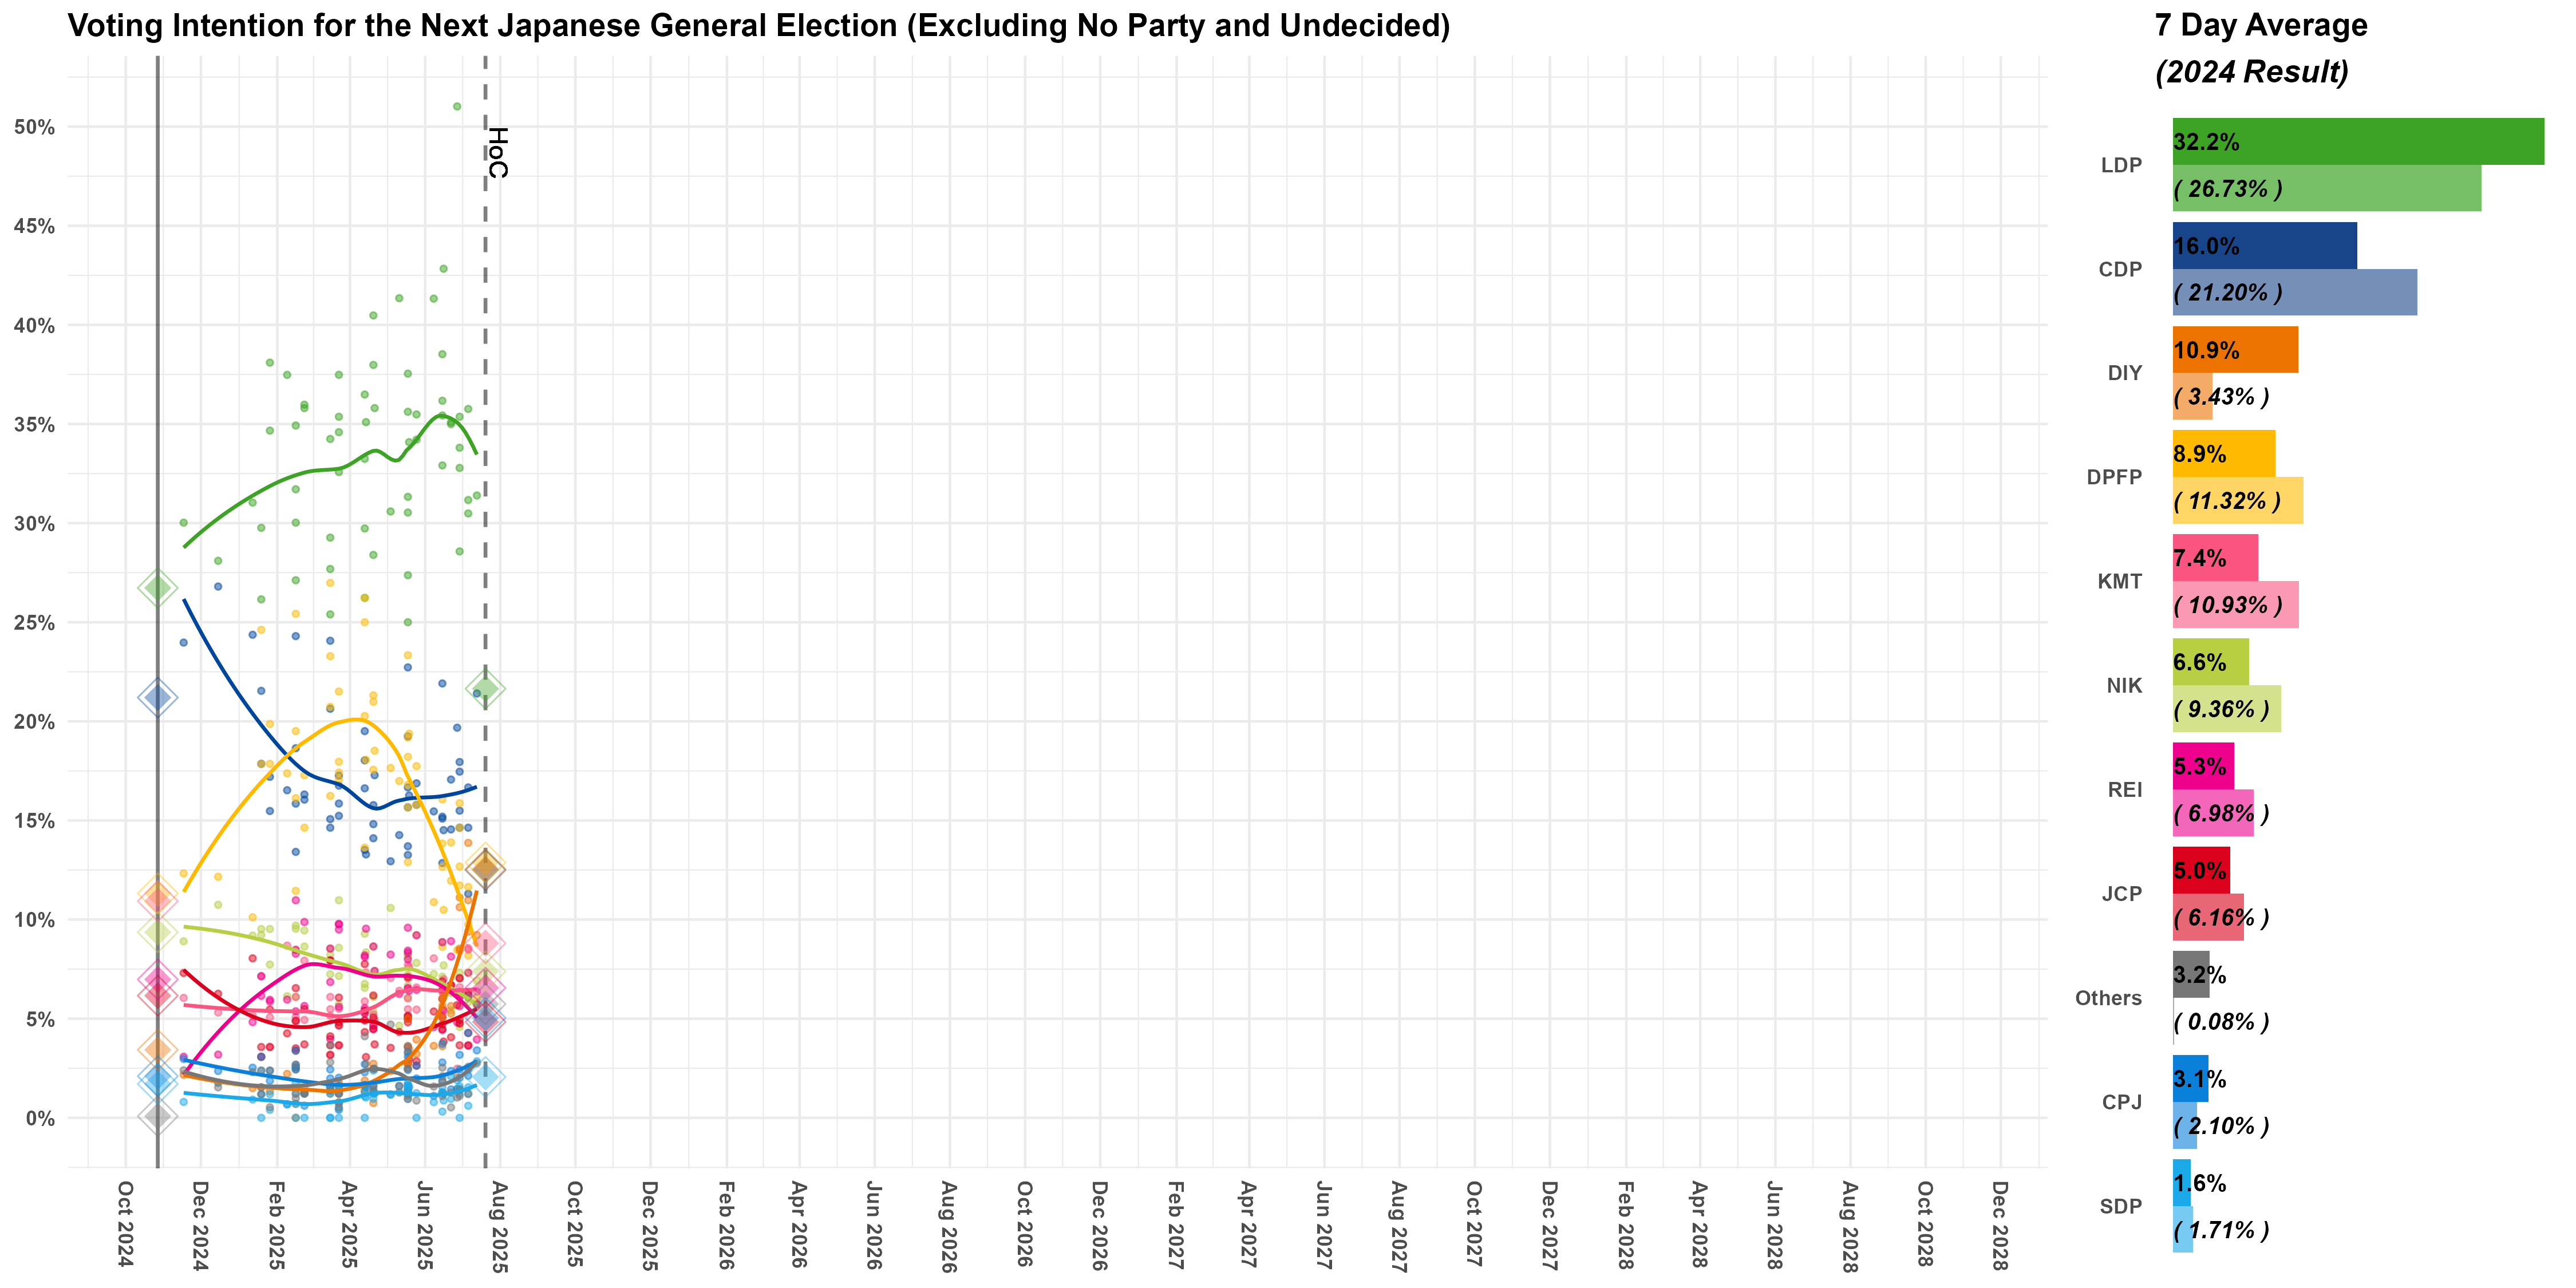 Voting Intention for the Next Japanese General Election (Excluding No Party and Undecided)
50%
45%
40%
35%
30%
25%
20%
15%
10%
5%
0%
HoC
Oct 2024
Dec 2024
Feb 2025
Apr 2025
Jun 2025
Aug 2025
Oct 2025
Dec 2025
Feb 2026
Apr 2026
Jun 2026
Aug 2026
Oct 2026
Dec 2026
Feb 2027
Apr 2027
Jun 2027
Aug 2027
Oct 2027
Dec 2027
Feb 2028
Apr 2028
Jun 2028
Aug 2028
Oct 2028
Dec 2028
7 Day Average
(2024 Result)
LDP
32.2%
( 26.73% )
CDP
16.0%
( 21.20% )
DIY
10.9%
( 3.43% )
DPFP
8.9%
( 11.32% )
KMT
7.4%
( 10.93% )
NIK
6.6%
( 9.36% )
REI
5.3%
( 6.98% )
JCP
5.0%
( 6.16% )
Others
3.2%
( 0.08% )
CPJ
3.1%
( 2.10% )
SDP
1.6%
( 1.71% )